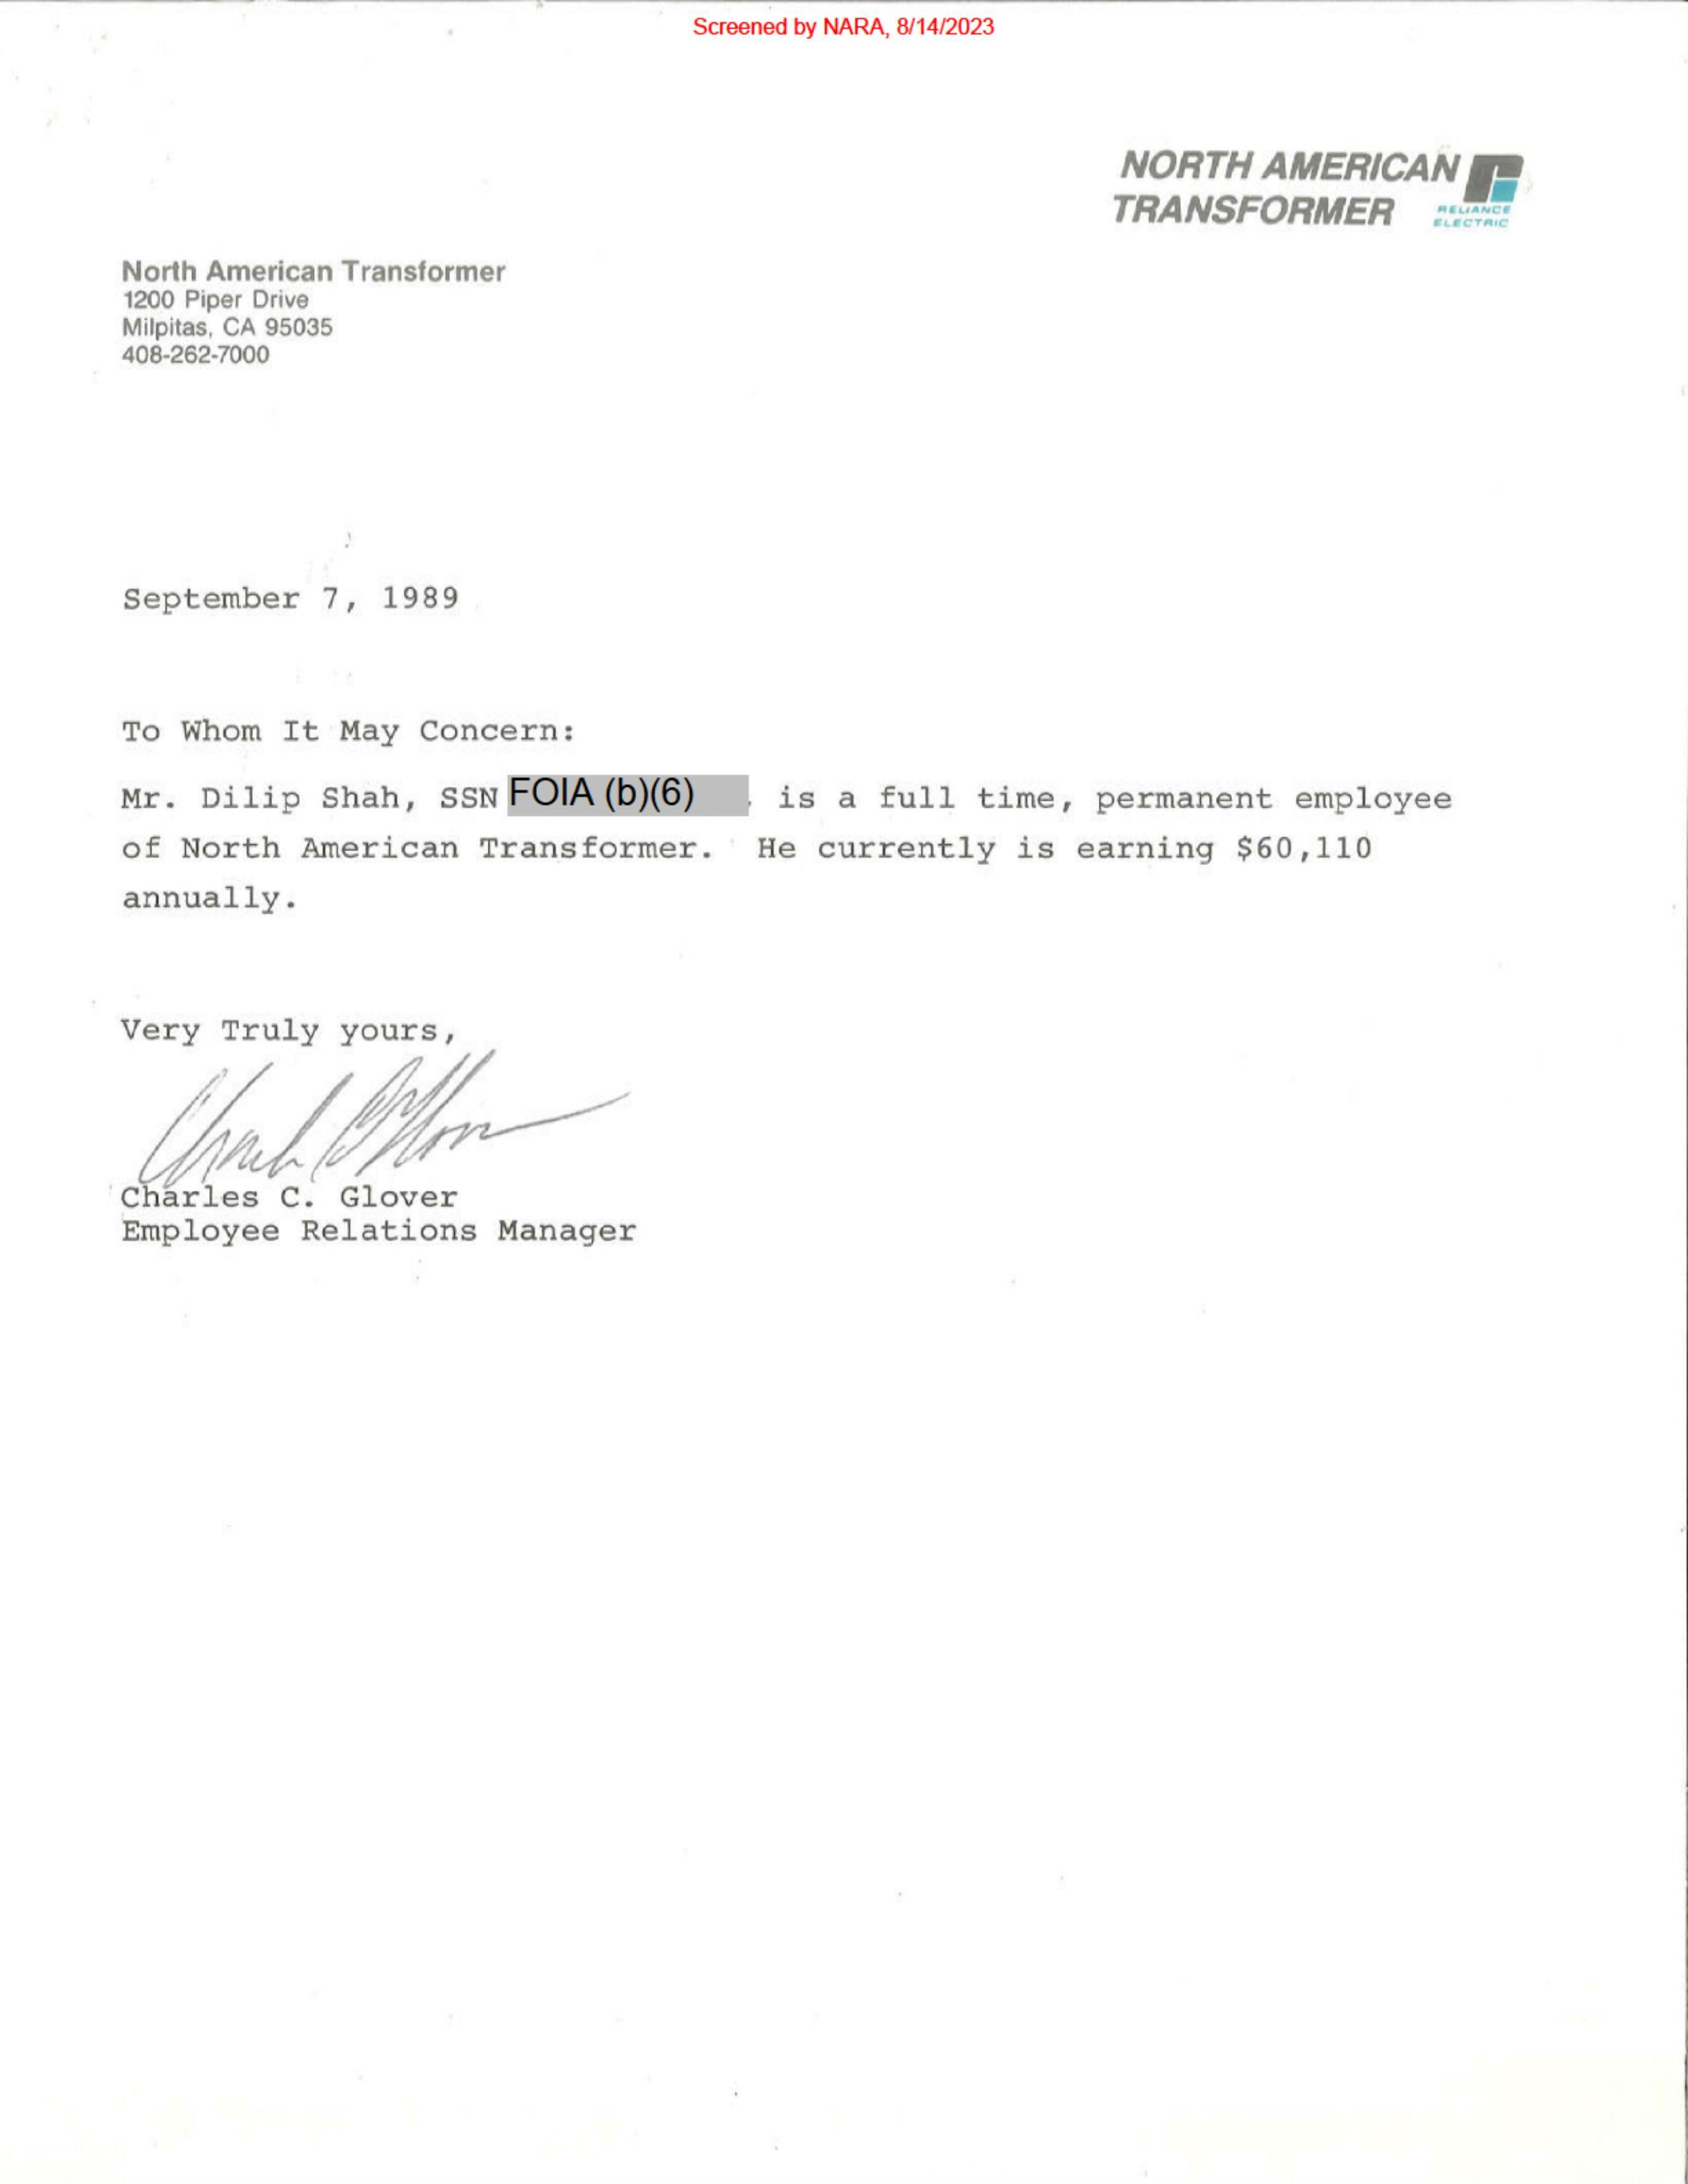 Screened by NARA, 8/14/2023
NORTH AMERICAN
TRANSFORMER
RELIANCE
ELECTRIC
North American Transformer
1200 Piper Drive
Milpitas, CA 95035
408-262-7000
September 7, 1989
To Whom It May Concern:
Mr. Dilip Shah, SSN FOIA (b)(6) , is a full time, permanent employee
of North American Transformer. He currently is earning $60,110
annually.
Very Truly yours,
Charles C. Glover
Employee Relations Manager